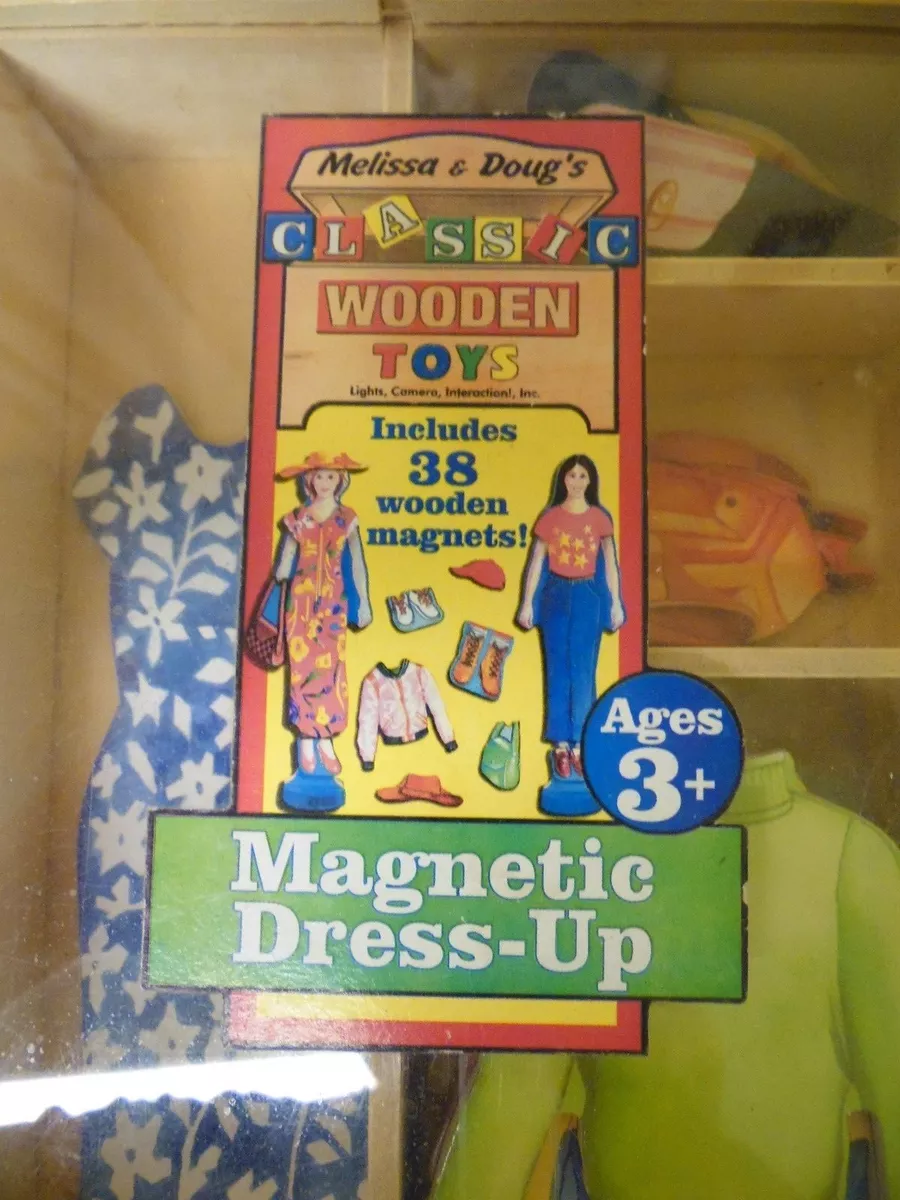 Melissa & Doug's
CLASSIC
WOODEN
TOYS
Lights, Camera, Interaction!, Inc.
Includes
38
wooden
magnets!
Ages
3+
Magnetic
Dress-Up